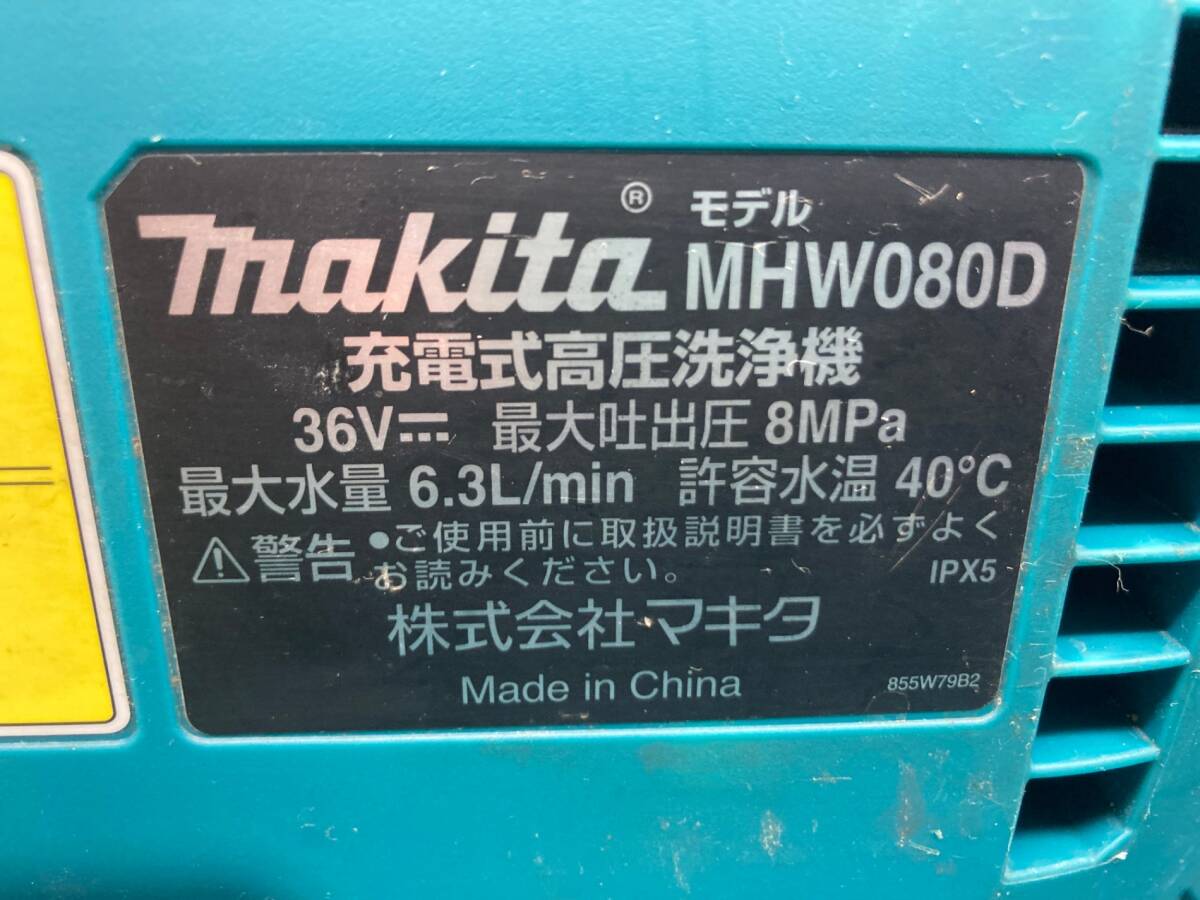 makita® モデル
MHW080D
充電式高圧洗浄機
36V⎓ 最大吐出圧 8MPa
最大水量 6.3L/min 許容水温 40℃
⚠警告 ●ご使用前に取扱説明書を必ずよく
お読みください。 IPX5
株式会社マキタ
Made in China 855W79B2